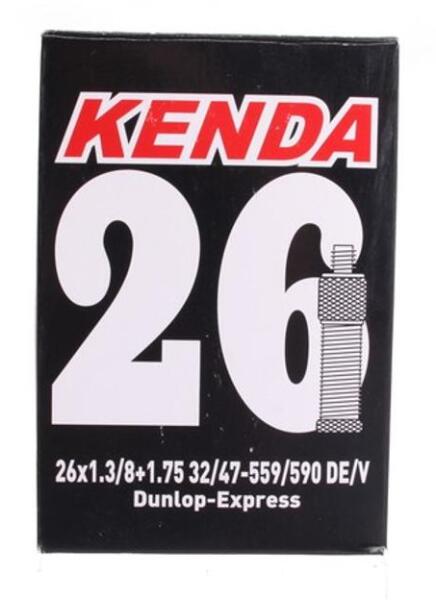 KENDA
26
26x1.3/8+1.75 32/47-559/590 DE/V
Dunlop-Express